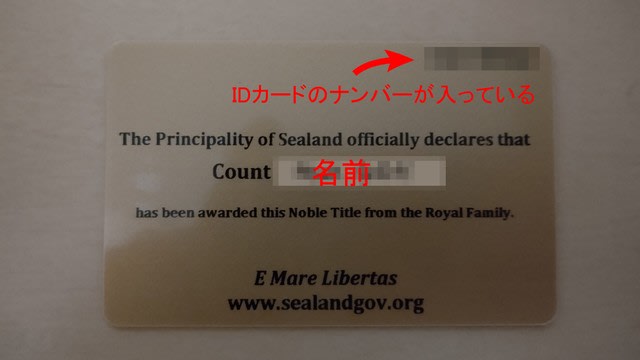 IDカードのナンバーが入っている
The Principality of Sealand officially declares that
Count 名前
has been awarded this Noble Title from the Royal Family.
E Mare Libertas
www.sealandgov.org